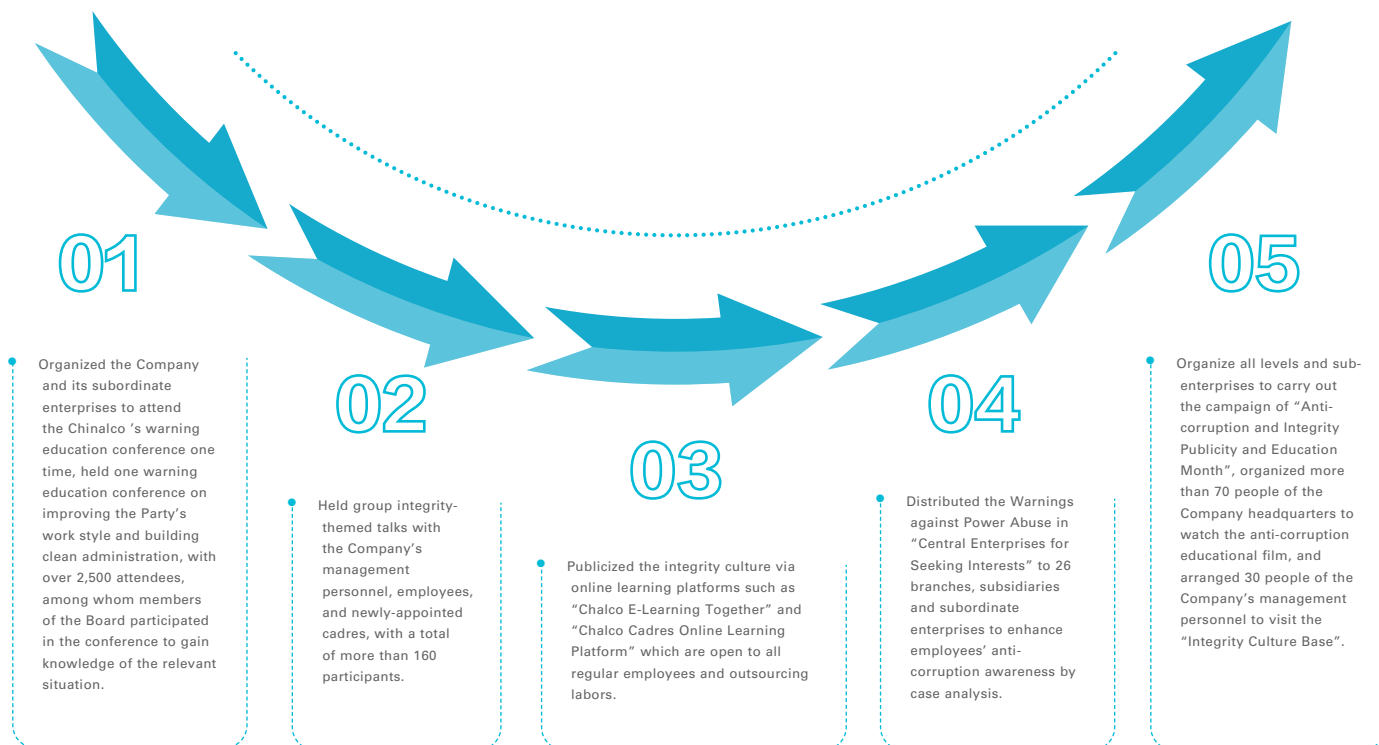 01
Organized the Company
and its subordinate
enterprises to attend
the Chinalco ’s warning
education conference one
time, held one warning
education conference on
improving the Party’s
work style and building
clean administration, with
over 2,500 attendees,
among whom members
of the Board participated
in the conference to gain
knowledge of the relevant
situation.
02
Held group integrity-
themed talks with
the Company’s
management
personnel, employees,
and newly-appointed
cadres, with a total
of more than 160
participants.
03
Publicized the integrity culture via
online learning platforms such as
“Chalco E-Learning Together” and
“Chalco Cadres Online Learning
Platform” which are open to all
regular employees and outsourcing
labors.
04
Distributed the Warnings
against Power Abuse in
“Central Enterprises for
Seeking Interests” to 26
branches, subsidiaries
and subordinate
enterprises to enhance
employees’ anti-
corruption awareness by
case analysis.
05
Organize all levels and sub-
enterprises to carry out
the campaign of “Anti-
corruption and Integrity
Publicity and Education
Month”, organized more
than 70 people of the
Company headquarters to
watch the anti-corruption
educational film, and
arranged 30 people of the
Company’s management
personnel to visit the
“Integrity Culture Base”.